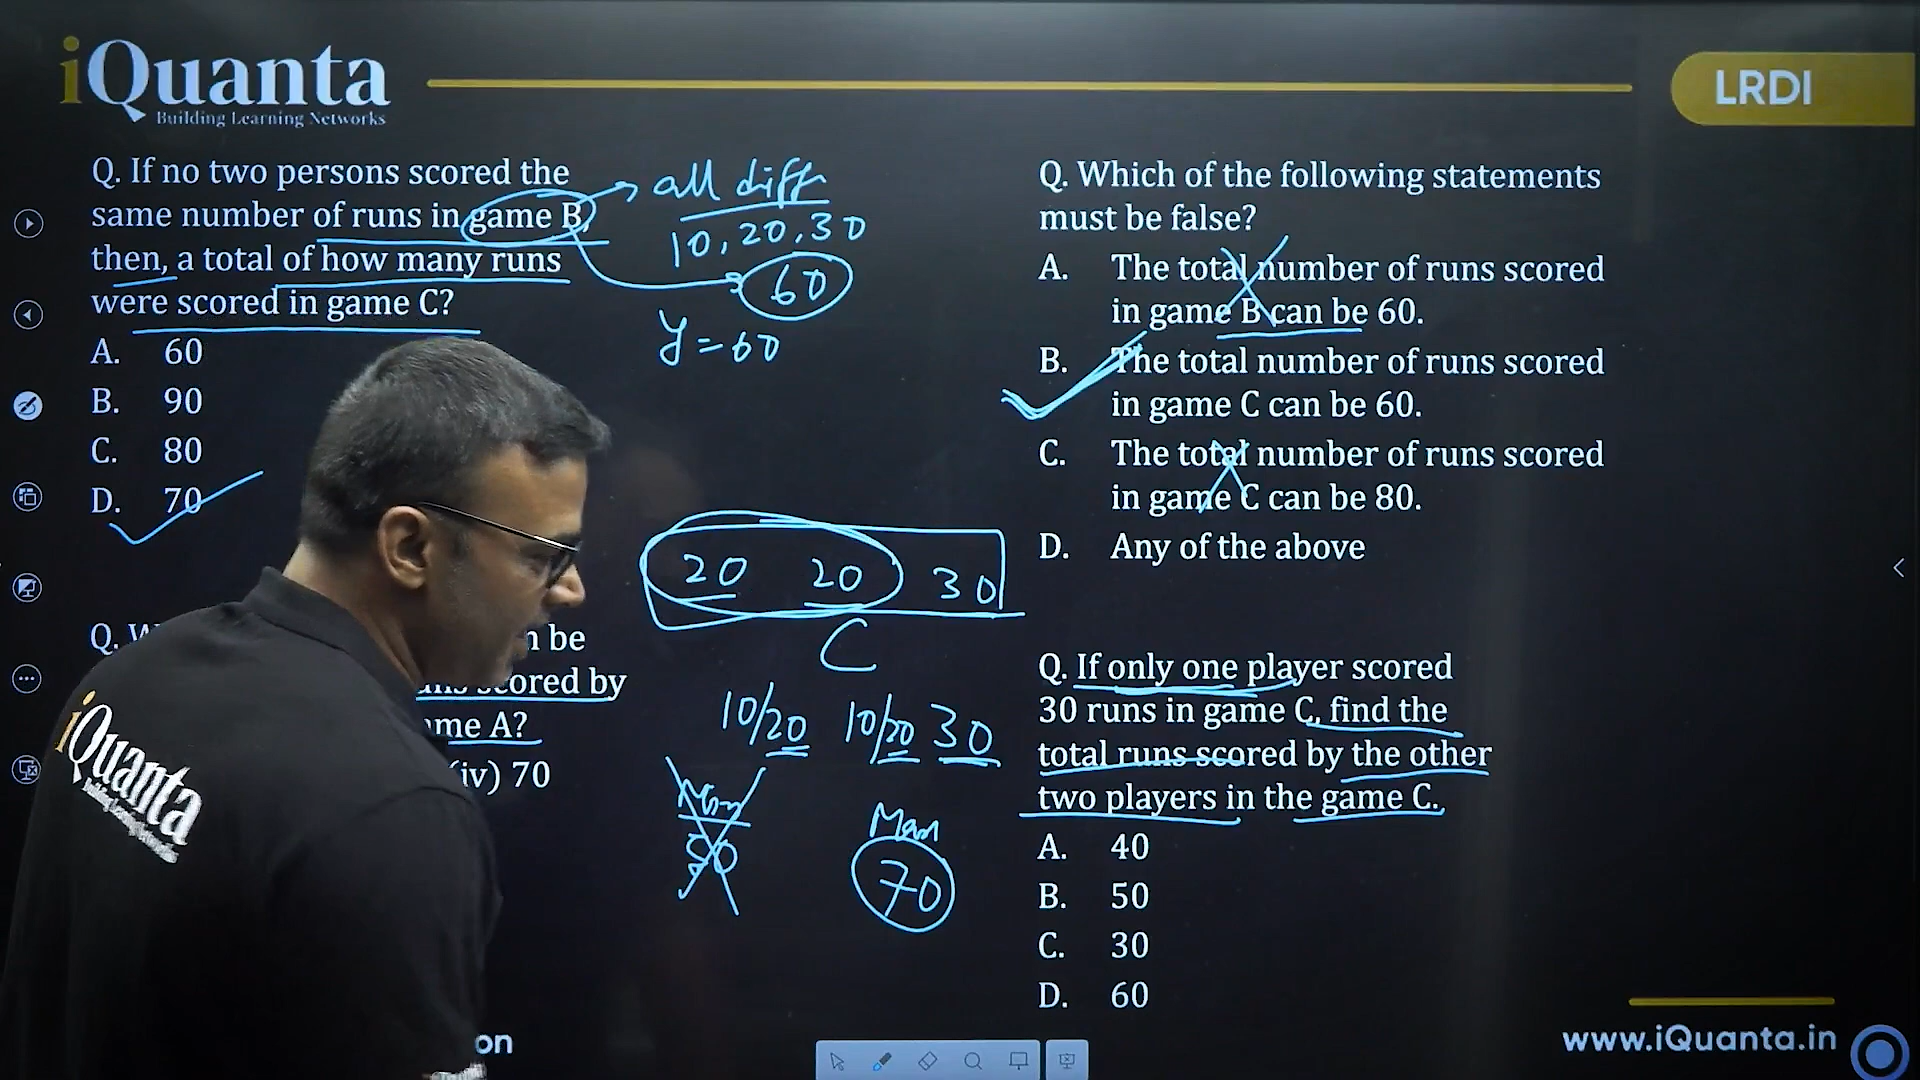 iQuanta
Building Learning Networks
LRDI
Q. If no two persons scored the
same number of runs in game B,
then, a total of how many runs
were scored in game C?
A. 60
B. 90
C. 80
D. 70
all diff
10, 20, 30
60
y = 60
20 20 30
C
10/20 10/20 30
Max
70
Q.
n be
scored by
me A?
(iv) 70
on
iQuanta
Building Learning Networks
Q. Which of the following statements
must be false?
A. The total number of runs scored
in game B can be 60.
B. The total number of runs scored
in game C can be 60.
C. The total number of runs scored
in game C can be 80.
D. Any of the above
Q. If only one player scored
30 runs in game C, find the
total runs scored by the other
two players in the game C.
A. 40
B. 50
C. 30
D. 60
www.iQuanta.in